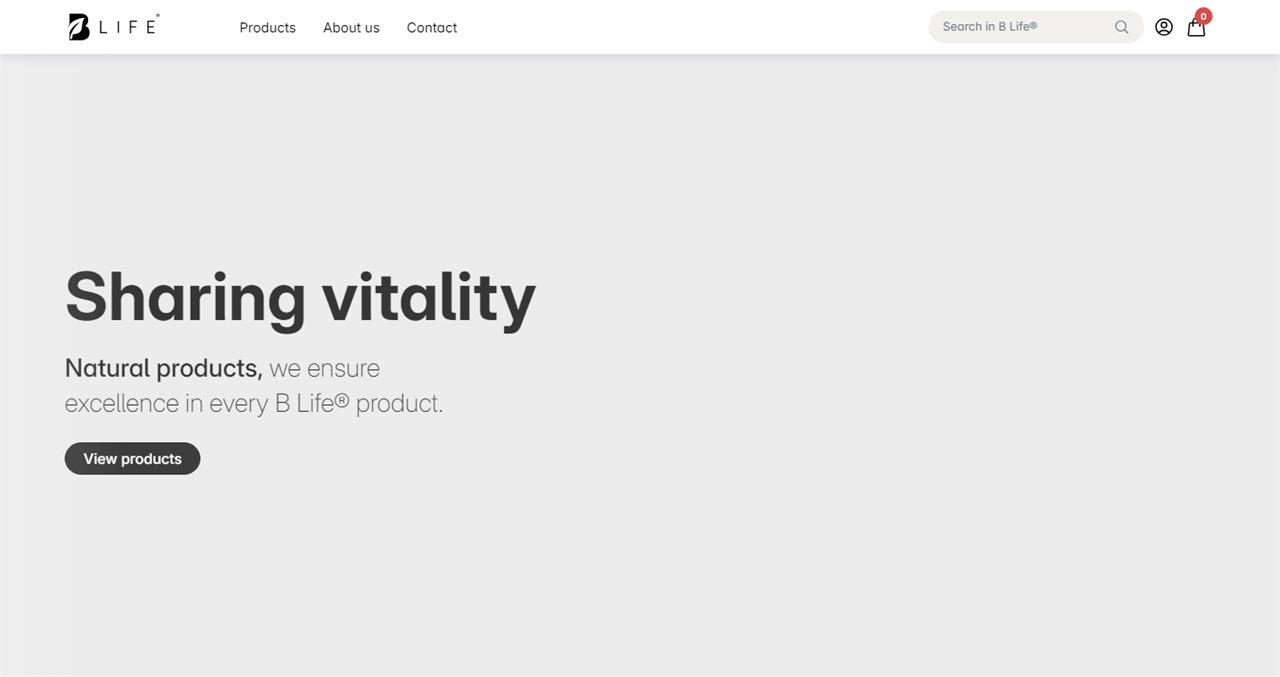 B LIFE®
Products
About us
Contact
Search in B Life®
0
Sharing vitality
Natural products, we ensure
excellence in every B Life® product.
View products